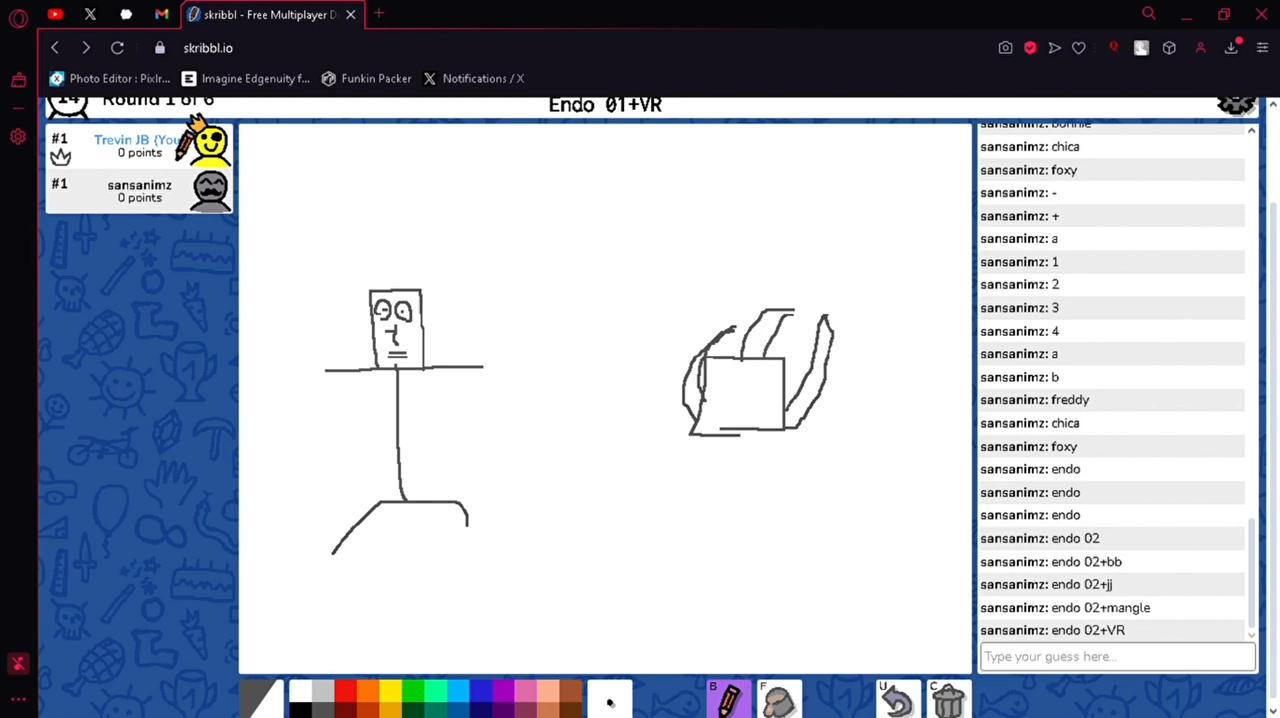 skribbl - Free Multiplayer D
skribbl.io
Photo Editor : Pixlr...
Imagine Edgenuity f...
Funkin Packer
Notifications / X
14
Round 1 of 6
Endo 01+VR
#1
Trevin JB (You
0 points
#1
sansanimz
0 points
sansanimz: bonnie
sansanimz: chica
sansanimz: foxy
sansanimz: -
sansanimz: +
sansanimz: a
sansanimz: 1
sansanimz: 2
sansanimz: 3
sansanimz: 4
sansanimz: a
sansanimz: b
sansanimz: freddy
sansanimz: chica
sansanimz: foxy
sansanimz: endo
sansanimz: endo
sansanimz: endo
sansanimz: endo 02
sansanimz: endo 02+bb
sansanimz: endo 02+jj
sansanimz: endo 02+mangle
sansanimz: endo 02+VR
Type your guess here...
B
F
U
C